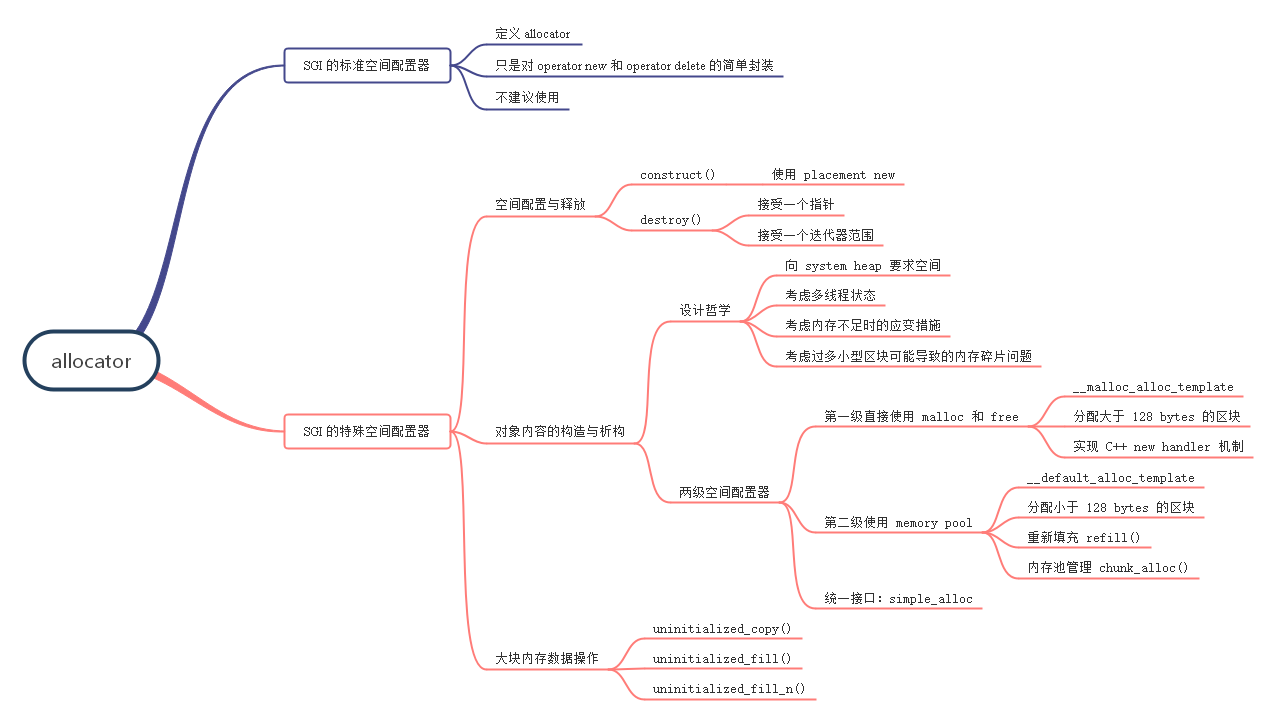 allocator
SGI 的标准空间配置器
定义 allocator
只是对 operator new 和 operator delete 的简单封装
不建议使用
SGI 的特殊空间配置器
空间配置与释放
construct()
使用 placement new
destroy()
接受一个指针
接受一个迭代器范围
对象内容的构造与析构
设计哲学
向 system heap 要求空间
考虑多线程状态
考虑内存不足时的应变措施
考虑过多小型区块可能导致的内存碎片问题
两级空间配置器
第一级直接使用 malloc 和 free
__malloc_alloc_template
分配大于 128 bytes 的区块
实现 C++ new handler 机制
第二级使用 memory pool
__default_alloc_template
分配小于 128 bytes 的区块
重新填充 refill()
内存池管理 chunk_alloc()
统一接口：simple_alloc
大块内存数据操作
uninitialized_copy()
uninitialized_fill()
uninitialized_fill_n()